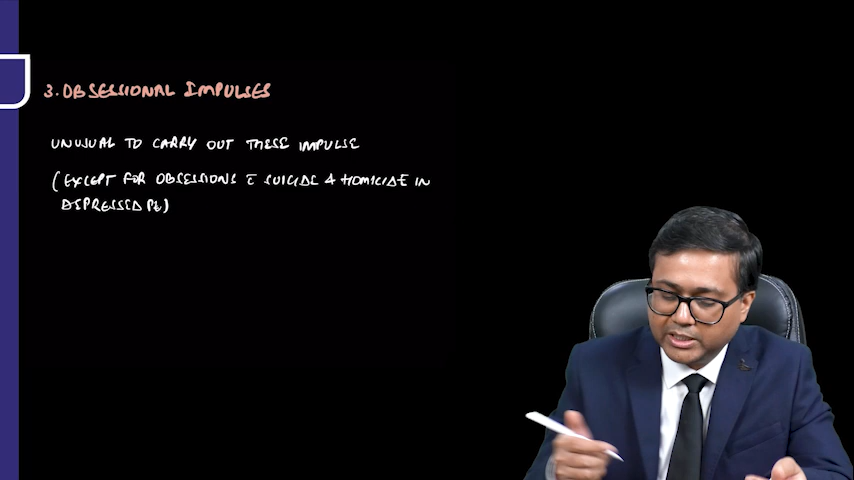 3. OBSESSIONAL IMPULSES
UNUSUAL TO CARRY OUT THESE IMPULSE
(EXCEPT FOR OBSESSIONS C̄ SUICIDE & HOMICIDE IN
DEPRESSED Pt)